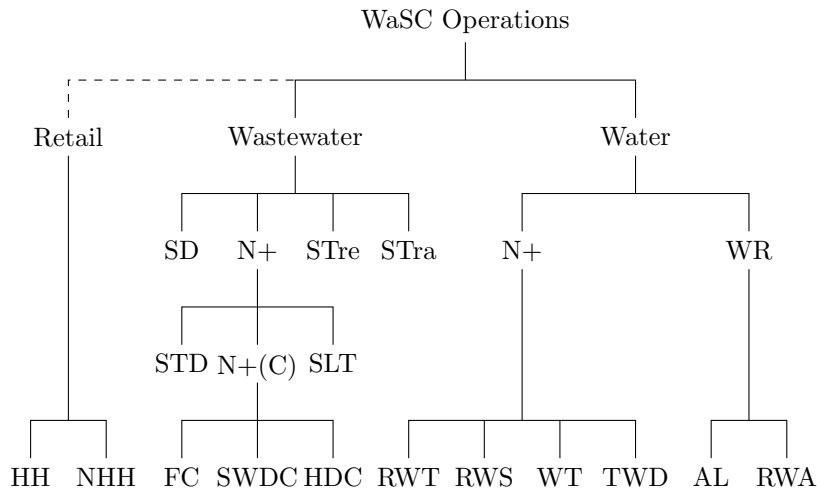 WaSC Operations
Retail Wastewater Water
SD N+ STre STra N+ WR
STD N+(C) SLT
HH NHH FC SWDC HDC RWT RWS WT TWD AL RWA